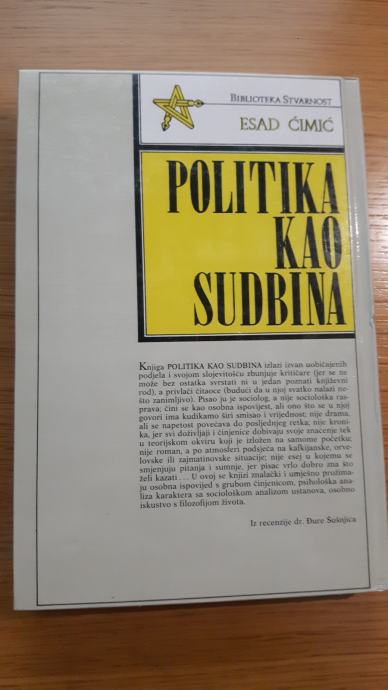 BIBLIOTEKA STVARNOST
ESAD ĆIMIĆ
POLITIKA
KAO
SUDBINA
Knjiga POLITIKA KAO SUDBINA izlazi izvan uobičajenih
podjela i svojom slojevitošću zbunjuje kritičare (jer se ne
može bez ostatka svrstati ni u jedan poznati književni
rod), a privlači čitaoce (budući da u njoj svatko nalazi ne-
što zanimljivo). Pisao ju je sociolog, a nije sociološka ras-
prava; čini se kao osobna ispovijest, ali ono što se u njoj
govori ima kudikamo širi smisao i vrijednost; nije drama,
ali se napetost povećava do posljednjeg retka; nije kroni-
ka, jer svi doživljaji i činjenice dobivaju svoje značenje tek
u teorijskom okviru koji je izložen na samome početku;
nije roman, a po atmosferi podsjeća na kafkijanske, orve-
lovske ili zajmatinovske situacije; nije esej u kojemu se
smjenjuju pitanja i sumnje, jer pisac vrlo dobro zna što
želi kazati ... U ovoj se knjizi znalački i umješno prožima-
ju osobna ispovijed s grubom činjenicom, psihološka ana-
liza karaktera sa sociološkom analizom ustanova, osobno
iskustvo s filozofijom života.
Iz recenzije dr. Đure Šušnjića